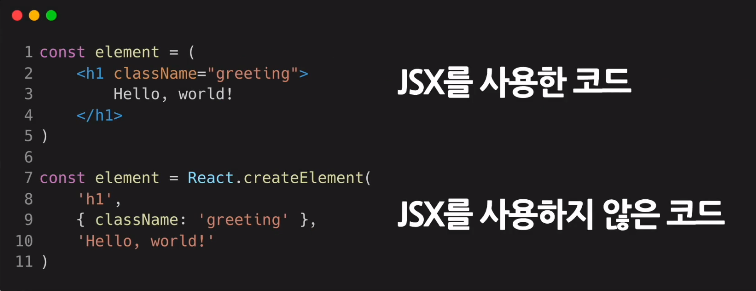 1 const element = (
2     <h1 className="greeting">
3         Hello, world!
4     </h1>
5 )
6
7 const element = React.createElement(
8     'h1',
9     { className: 'greeting' },
10     'Hello, world!'
11 )
JSX를 사용한 코드
JSX를 사용하지 않은 코드